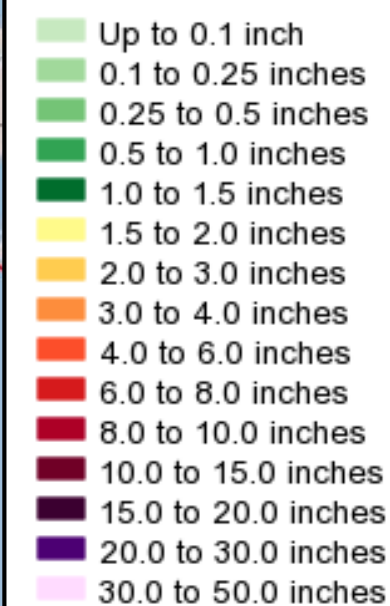 Up to 0.1 inch
0.1 to 0.25 inches
0.25 to 0.5 inches
0.5 to 1.0 inches
1.0 to 1.5 inches
1.5 to 2.0 inches
2.0 to 3.0 inches
3.0 to 4.0 inches
4.0 to 6.0 inches
6.0 to 8.0 inches
8.0 to 10.0 inches
10.0 to 15.0 inches
15.0 to 20.0 inches
20.0 to 30.0 inches
30.0 to 50.0 inches